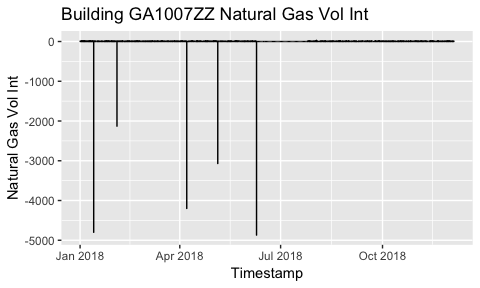 Building GA1007ZZ Natural Gas Vol Int
Natural Gas Vol Int
0
-1000
-2000
-3000
-4000
-5000
Jan 2018 Apr 2018 Jul 2018 Oct 2018
Timestamp